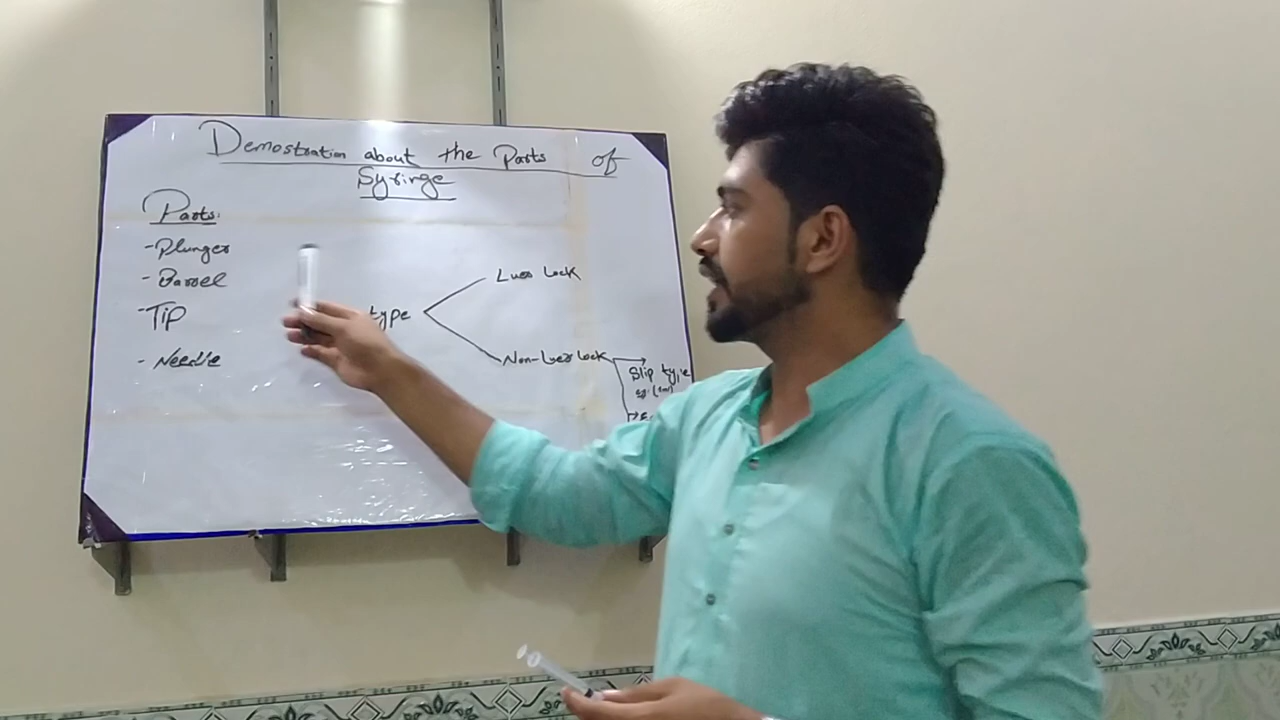 Demostration about the Parts of
Syringe
Parts:
- Plunger
- Barrel
- Tip
- Needle
type
Luer Lock
Non-Luer lock
Slip type